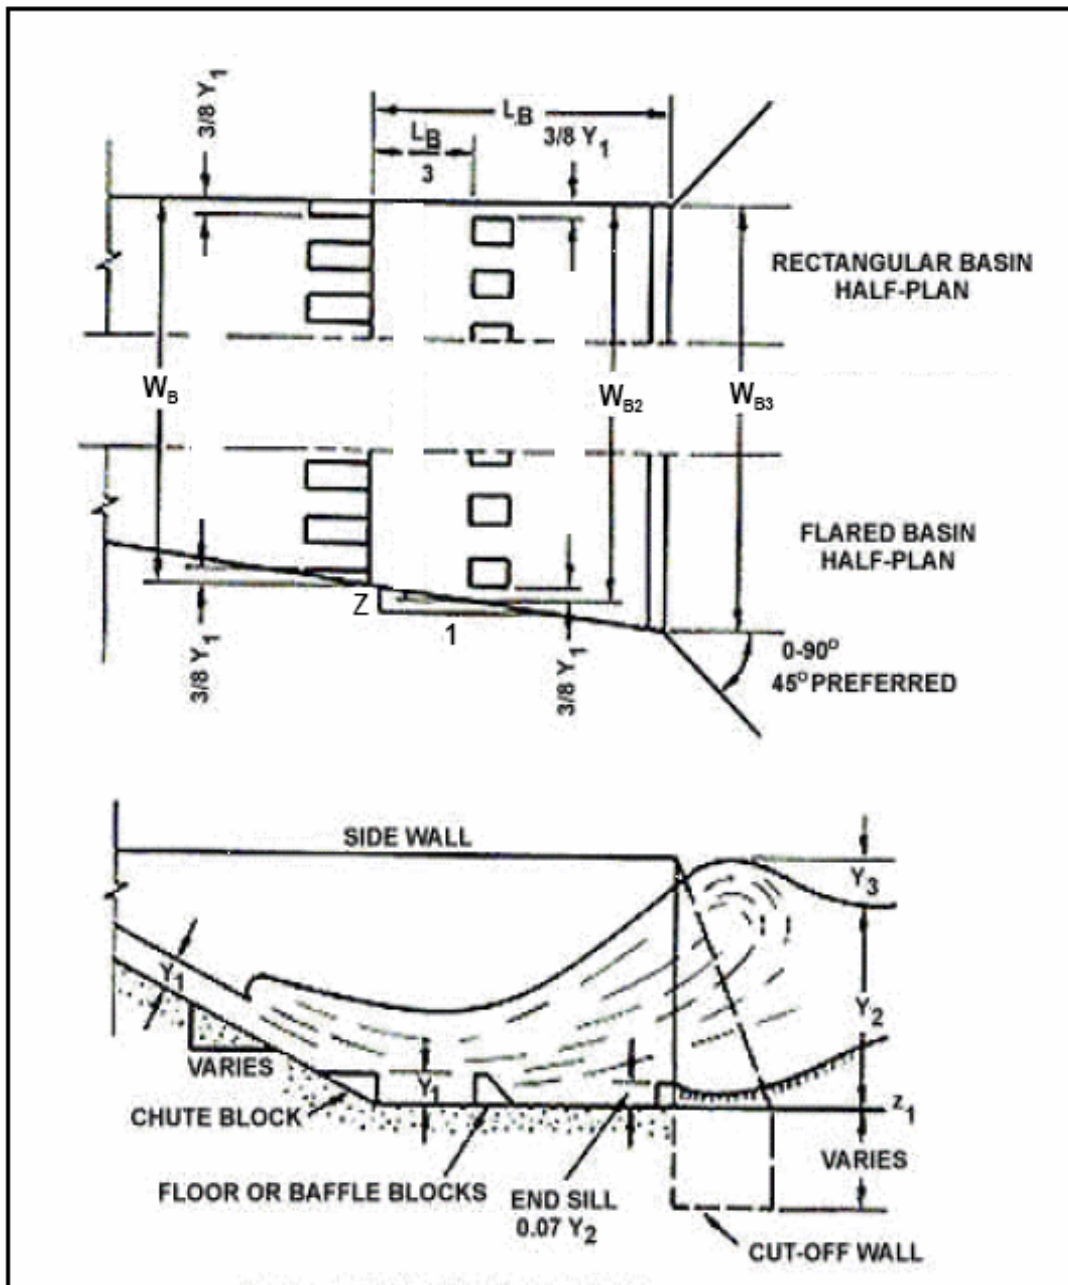 3/8 Y1
LB
LB
3
3/8 Y1
RECTANGULAR BASIN
HALF-PLAN
WB
WB2
WB3
FLARED BASIN
HALF-PLAN
Z
1
3/8 Y1
3/8 Y1
0-90°
45° PREFERRED
SIDE WALL
Y3
Y1
Y2
VARIES
Y1
CHUTE BLOCK
z1
VARIES
FLOOR OR BAFFLE BLOCKS
END SILL
0.07 Y2
CUT-OFF WALL